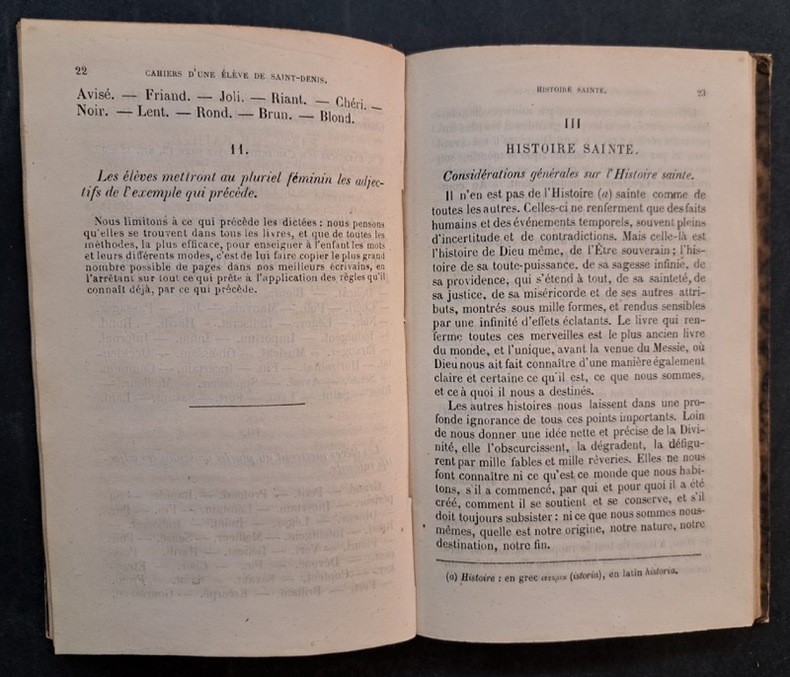 22 CAHIERS D'UNE ÉLÈVE DE SAINT-DENIS.
Avisé. — Friand. — Joli. — Riant. — Chéri. —
Noir. — Lent. — Rond. — Brun. — Blond.
11.
Les élèves mettront au pluriel féminin les adjec-
tifs de l'exemple qui précède.
Nous limitons à ce qui précède les dictées : nous pensons
qu'elles se trouvent dans tous les livres, et que de toutes les
méthodes, la plus efficace, pour enseigner à l'enfant les mots
et leurs différents modes, c'est de lui faire copier le plus grand
nombre possible de pages dans nos meilleurs écrivains, en
l'arrêtant sur tout ce qui prête à l'application des règles qu'il
connaît déjà, par ce qui précède.
HISTOIRE SAINTE. 23
III
HISTOIRE SAINTE.
Considérations générales sur l'Histoire sainte.
Il n'en est pas de l'Histoire (a) sainte comme de
toutes les autres. Celles-ci ne renferment que des faits
humains et des événements temporels, souvent pleins
d'incertitude et de contradictions. Mais celle-là est
l'histoire de Dieu même, de l'Être souverain ; l'his-
toire de sa toute-puissance, de sa sagesse infinie, de
sa providence, qui s'étend à tout, de sa sainteté, de
sa justice, de sa miséricorde et de ses autres attri-
buts, montrés sous mille formes, et rendus sensibles
par une infinité d'effets éclatants. Le livre qui ren-
ferme toutes ces merveilles est le plus ancien livre
du monde, et l'unique, avant la venue du Messie, où
Dieu nous ait fait connaître d'une manière également
claire et certaine ce qu'il est, ce que nous sommes,
et ce à quoi il nous a destinés.
Les autres histoires nous laissent dans une pro-
fonde ignorance de tous ces points importants. Loin
de nous donner une idée nette et précise de la Divi-
nité, elle l'obscurcissent, la dégradent, la défigu-
rent par mille fables et mille rêveries. Elles ne nous
font connaître ni ce qu'est ce monde que nous habi-
tons, s'il a commencé, par qui et pour quoi il a été
créé, comment il se soutient et se conserve, et s'il
doit toujours subsister : ni ce que nous sommes nous-
mêmes, quelle est notre origine, notre nature, notre
destination, notre fin.
(a) Histoire : en grec (istoria), en latin historia.